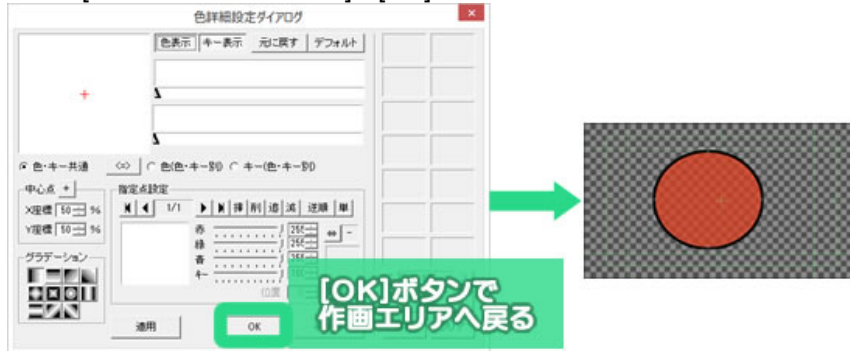 色詳細設定ダイアログ
色表示 キー表示 元に戻す デフォルト
色・キー共通 <=> 色(色・キー別) キー(色・キー別)
中心点 +
指定点設定
1/1 挿 削 追 減 逆順 単
X座標 50 %
Y座標 50 %
赤 255
緑 255
青 255
キー
グラデーション
位置
[OK]ボタンで
作画エリアへ戻る
適用 OK